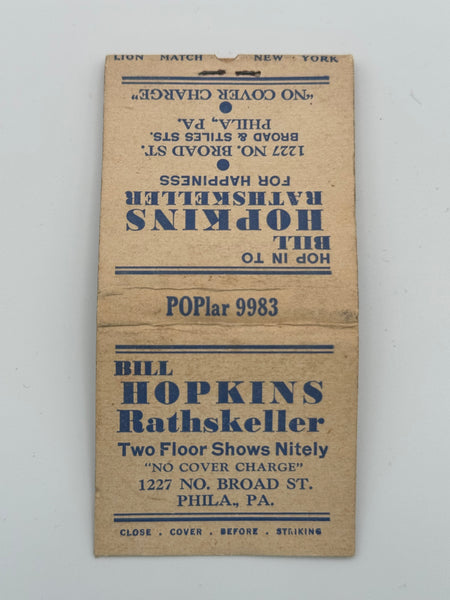 LION MATCH NEW YORK
HOP IN TO
BILL
HOPKINS
RATHSKELLER
FOR HAPPINESS
●
1227 NO. BROAD ST.
BROAD & STILES STS.
PHILA., PA.
●
"NO COVER CHARGE"
POPlar 9983
BILL
HOPKINS
Rathskeller
Two Floor Shows Nitely
"NO COVER CHARGE"
1227 NO. BROAD ST.
PHILA., PA.
CLOSE . COVER . BEFORE . STRIKING